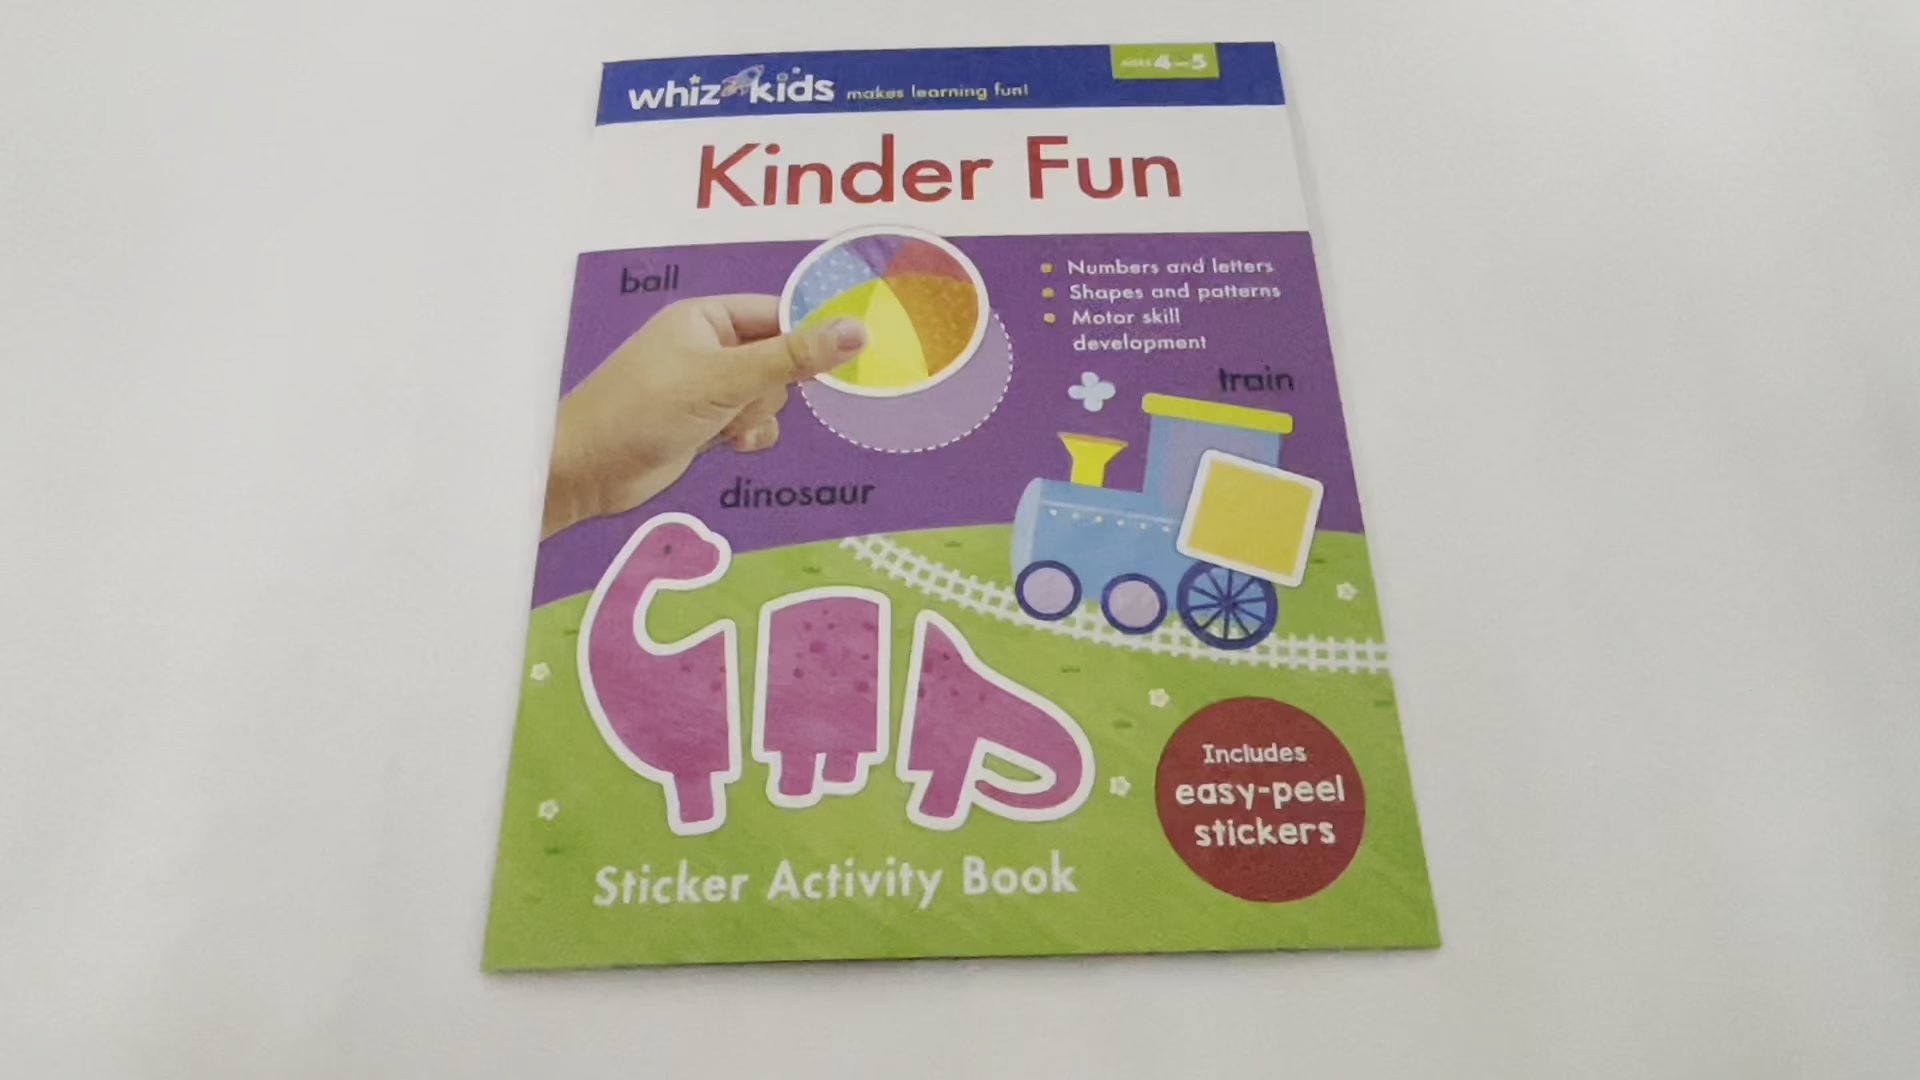 whiz kids makes learning fun!
AGES 4-5
Kinder Fun
ball
Numbers and letters
Shapes and patterns
Motor skill
development
train
dinosaur
Includes
easy-peel
stickers
Sticker Activity Book